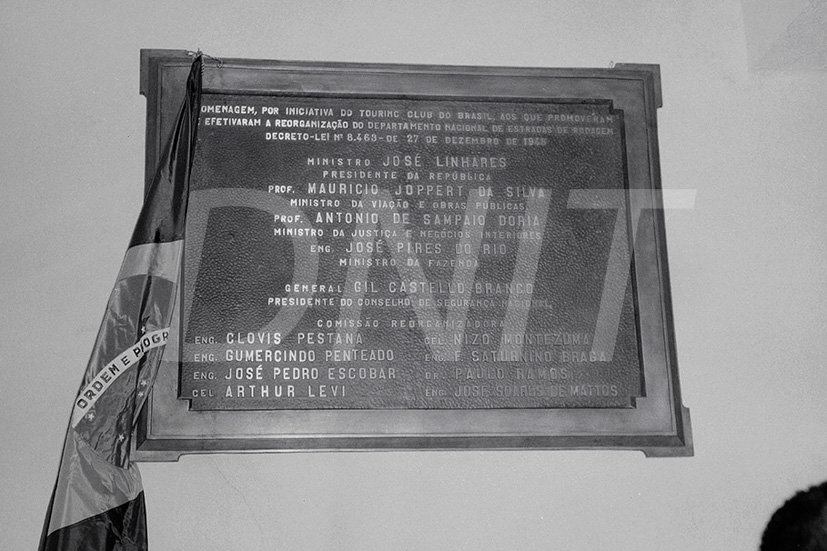 OMENAGEM, POR INICIATIVA DO TOURING CLUB DO BRASIL, AOS QUE PROMOVERAM
EFETIVARAM A REORGANIZAÇÃO DO DEPARTAMENTO NACIONAL DE ESTRADAS DE RODAGEM
DECRETO-LEI Nº 8.463- DE 27 DE DEZEMBRO DE 1945
MINISTRO JOSÉ LINHARES
PRESIDENTE DA REPÚBLICA
PROF. MAURICIO JOPPERT DA SILVA
MINISTRO DA VIAÇÃO E OBRAS PÚBLICAS.
PROF. ANTONIO DE SAMPAIO DORIA
MINISTRO DA JUSTIÇA E NEGÓCIOS INTERIORES
ENG. JOSÉ PIRES DO RIO
MINISTRO DA FAZENDA
GENERAL GIL CASTELLO BRANCO
PRESIDENTE DO CONSELHO DE SEGURANÇA NACIONAL.
COMISSÃO REORGANIZADORA
ENG. CLOVIS PESTANA CEL. NIZO MONTEZUMA
ENG. GUMERCINDO PENTEADO ENG. F SATURNINO BRAGA
ENG. JOSÉ PEDRO ESCOBAR DR. PAULO RAMOS
CEL ARTHUR LEVI ENG. JOSE SOARES DE MATTOS
ORDEM E PROGR
DNIT